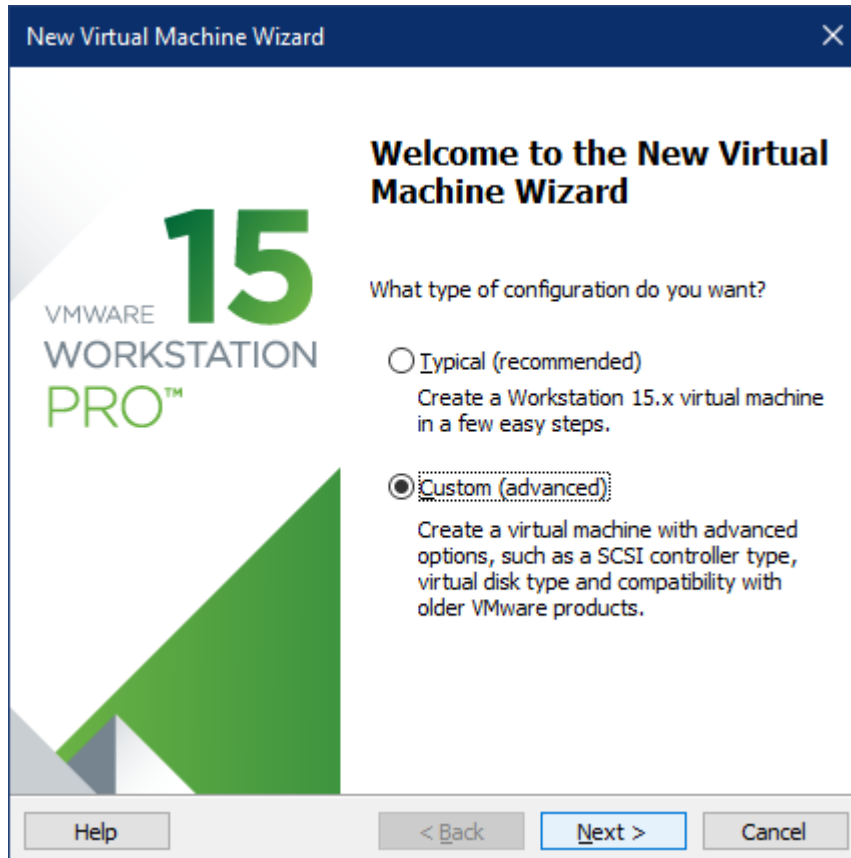 New Virtual Machine Wizard
VMWARE 15
WORKSTATION
PRO™
Welcome to the New Virtual
Machine Wizard
What type of configuration do you want?
Typical (recommended)
Create a Workstation 15.x virtual machine
in a few easy steps.
Custom (advanced)
Create a virtual machine with advanced
options, such as a SCSI controller type,
virtual disk type and compatibility with
older VMware products.
Help
< Back
Next >
Cancel